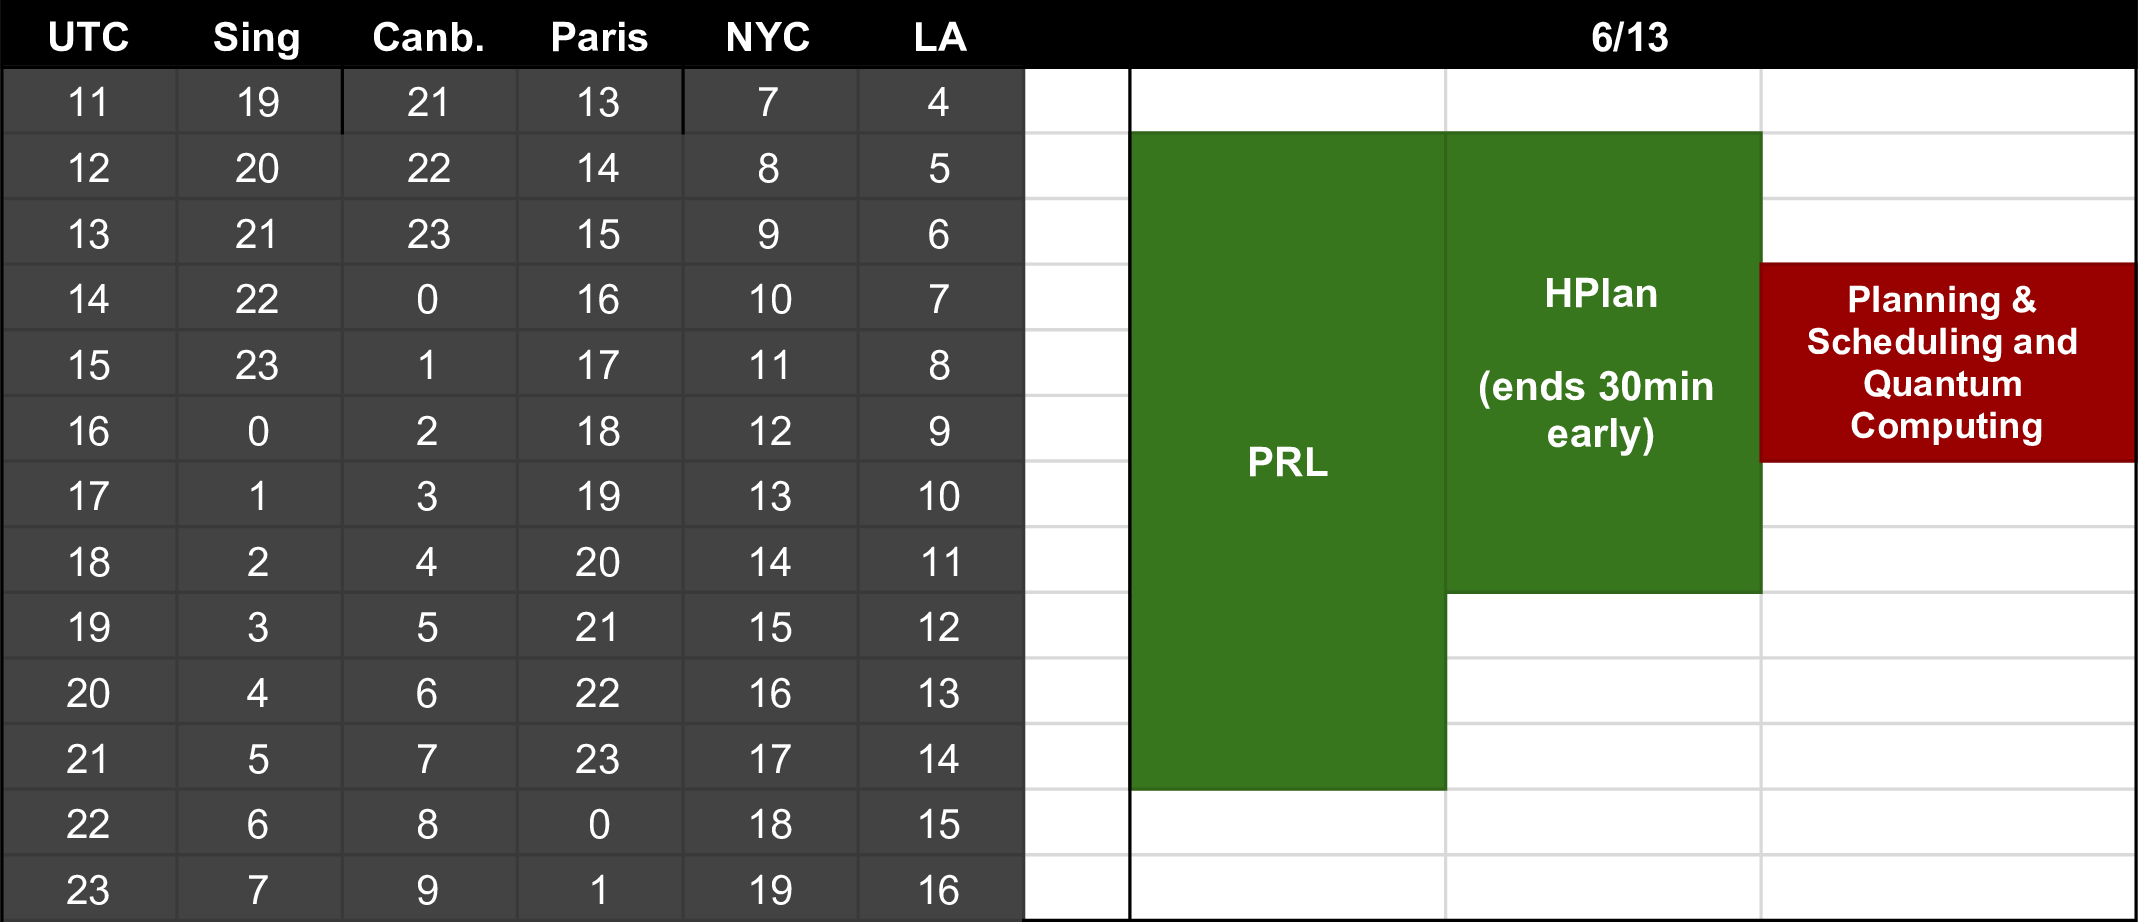 UTC Sing Canb. Paris NYC LA 6/13
11 19 21 13 7 4
12 20 22 14 8 5
13 21 23 15 9 6
14 22 0 16 10 7
15 23 1 17 11 8
16 0 2 18 12 9
17 1 3 19 13 10
18 2 4 20 14 11
19 3 5 21 15 12
20 4 6 22 16 13
21 5 7 23 17 14
22 6 8 0 18 15
23 7 9 1 19 16
PRL
HPlan
(ends 30min
early)
Planning &
Scheduling and
Quantum
Computing